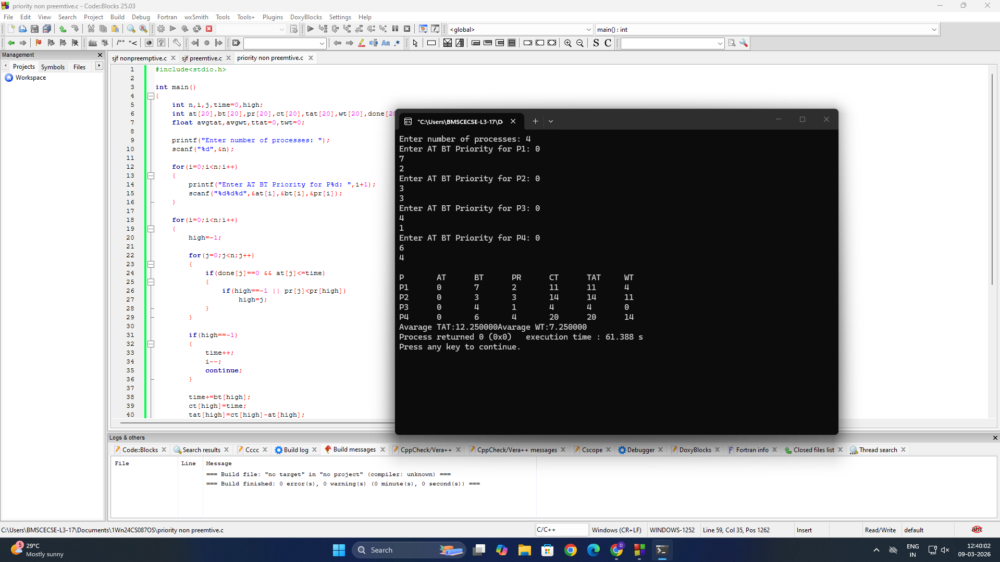 priority non preemtive.c - Code::Blocks 25.03
File Edit View Search Project Build Debug Fortran wxSmith Tools Tools+ Plugins DoxyBlocks Settings Help
<global>
main() : int
/** *<
S C
Management
Projects Symbols Files
Workspace
sjf nonpreemptive.c
sjf preemtive.c
priority non preemtive.c
1 #include<stdio.h>
2
3 int main()
4 {
5 int n,i,j,time=0,high;
6 int at[20],bt[20],pr[20],ct[20],tat[20],wt[20],done[20
7 float avgtat,avgwt,ttat=0,twt=0;
8
9 printf("Enter number of processes: ");
10 scanf("%d",&n);
11
12 for(i=0;i<n;i++)
13 {
14 printf("Enter AT BT Priority for P%d: ",i+1);
15 scanf("%d%d%d",&at[i],&bt[i],&pr[i]);
16 }
17
18 for(i=0;i<n;i++)
19 {
20 high=-1;
21
22 for(j=0;j<n;j++)
23 {
24 if(done[j]==0 && at[j]<=time)
25 {
26 if(high==-1 || pr[j]<pr[high])
27 high=j;
28 }
29 }
30
31 if(high==-1)
32 {
33 time++;
34 i--;
35 continue;
36 }
37
38 time+=bt[high];
39 ct[high]=time;
40 tat[high]=ct[high]-at[high];
"C:\Users\BMSCECSE-L3-17\D
Enter number of processes: 4
Enter AT BT Priority for P1: 0
7
2
Enter AT BT Priority for P2: 0
3
3
Enter AT BT Priority for P3: 0
4
1
Enter AT BT Priority for P4: 0
6
4
P AT BT PR CT TAT WT
P1 0 7 2 11 11 4
P2 0 3 3 14 14 11
P3 0 4 1 4 4 0
P4 0 6 4 20 20 14
Avarage TAT:12.250000Avarage WT:7.250000
Process returned 0 (0x0) execution time : 61.388 s
Press any key to continue.
Logs & others
Code::Blocks Search results Cccc Build log Build messages CppCheck/Vera++ CppCheck/Vera++ messages Cscope Debugger DoxyBlocks Fortran info Closed files list Thread search
File Line Message
=== Build file: "no target" in "no project" (compiler: unknown) ===
=== Build finished: 0 error(s), 0 warning(s) (0 minute(s), 0 second(s)) ===
C:\Users\BMSCECSE-L3-17\Documents\1Wn24CS087OS\priority non preemtive.c
C/C++
Windows (CR+LF)
WINDOWS-1252
Line 59, Col 35, Pos 1262
Insert
Read/Write
default
abc
5
29°C
Mostly sunny
Search
D
ENG
IN
12:40:02
09-03-2026